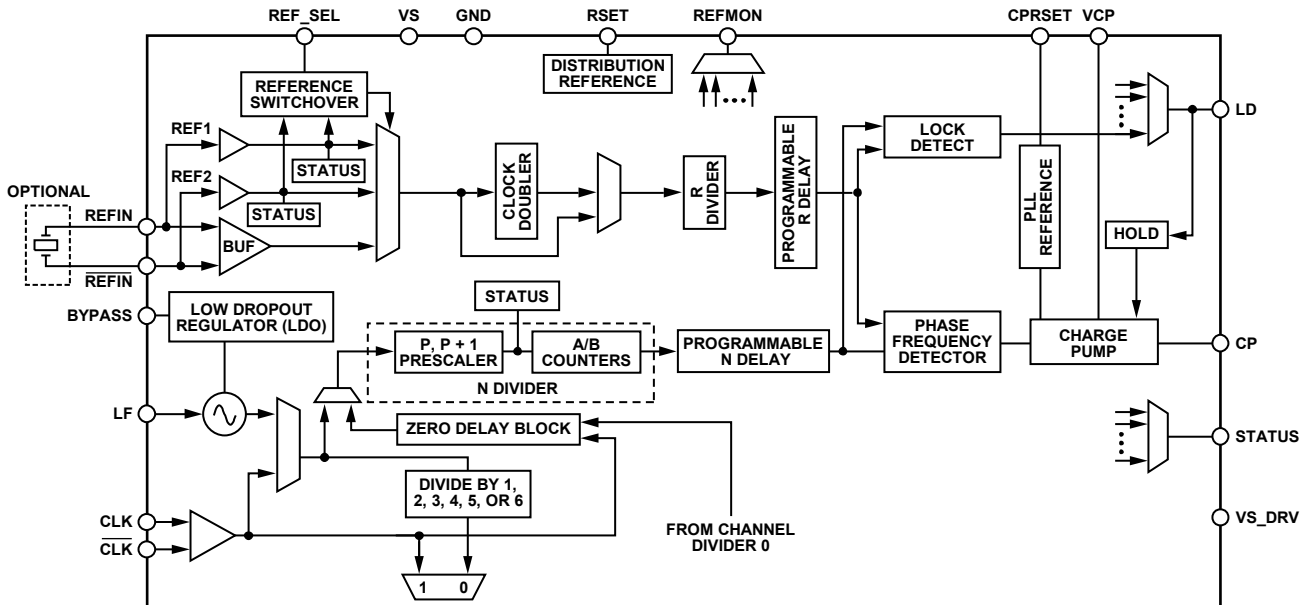 REF_SEL
VS
GND
RSET
REFMON
CPRSET
VCP
DISTRIBUTION
REFERENCE
REFERENCE
SWITCHOVER
REF1
STATUS
REF2
STATUS
OPTIONAL
REFIN
REFIN
BUF
CLOCK
DOUBLER
R
DIVIDER
PROGRAMMABLE
R DELAY
LOCK
DETECT
PLL
REFERENCE
LD
HOLD
BYPASS
LOW DROPOUT
REGULATOR (LDO)
STATUS
P, P + 1
PRESCALER
A/B
COUNTERS
N DIVIDER
PROGRAMMABLE
N DELAY
PHASE
FREQUENCY
DETECTOR
CHARGE
PUMP
CP
LF
ZERO DELAY BLOCK
STATUS
DIVIDE BY 1,
2, 3, 4, 5, OR 6
CLK
CLK
FROM CHANNEL
DIVIDER 0
VS_DRV
1 0